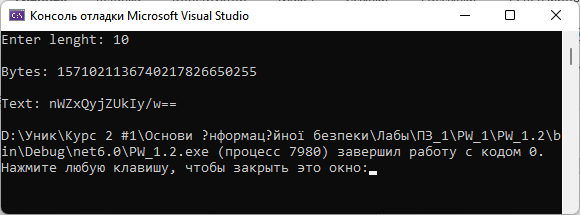 Консоль отладки Microsoft Visual Studio
Enter lenght: 10
Bytes: 1571021136740217826650255
Text: nWZxQyjZUkIy/w==
D:\Уник\Курс 2 #1\Основи ?нформац?йної безпеки\Лабы\ПЗ_1\PW_1\PW_1.2\b
in\Debug\net6.0\PW_1.2.exe (процесс 7980) завершил работу с кодом 0.
Нажмите любую клавишу, чтобы закрыть это окно: